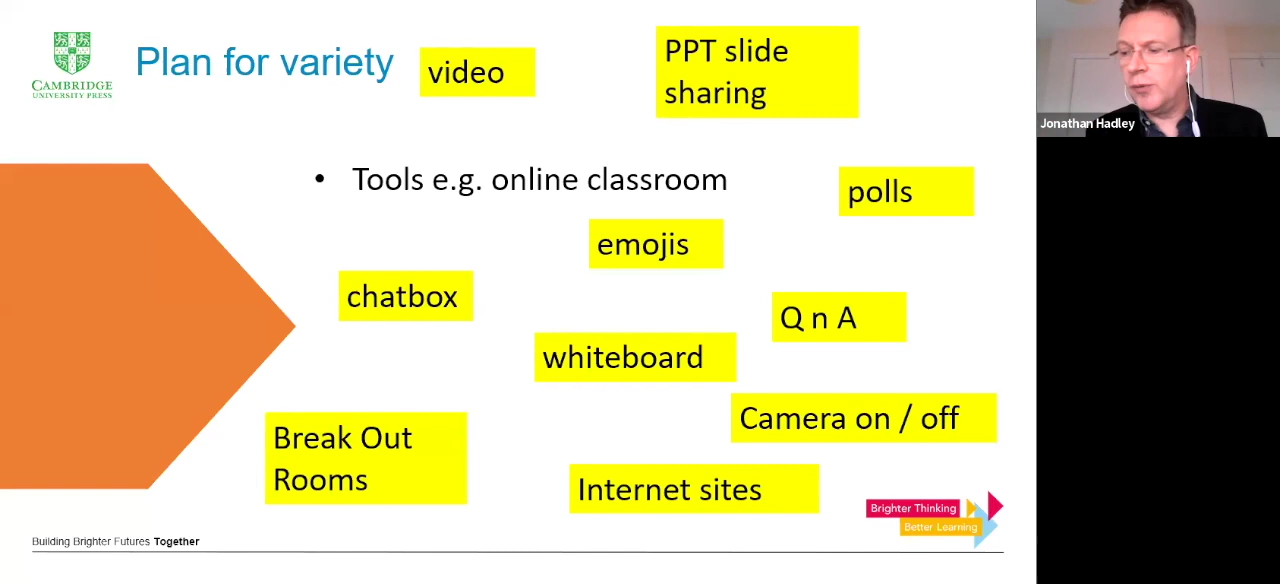 CAMBRIDGE
UNIVERSITY PRESS
Plan for variety
video
PPT slide
sharing
Jonathan Hadley
• Tools e.g. online classroom
polls
emojis
chatbox
Q n A
whiteboard
Camera on / off
Break Out
Rooms
Internet sites
Brighter Thinking
Better Learning
Building Brighter Futures Together